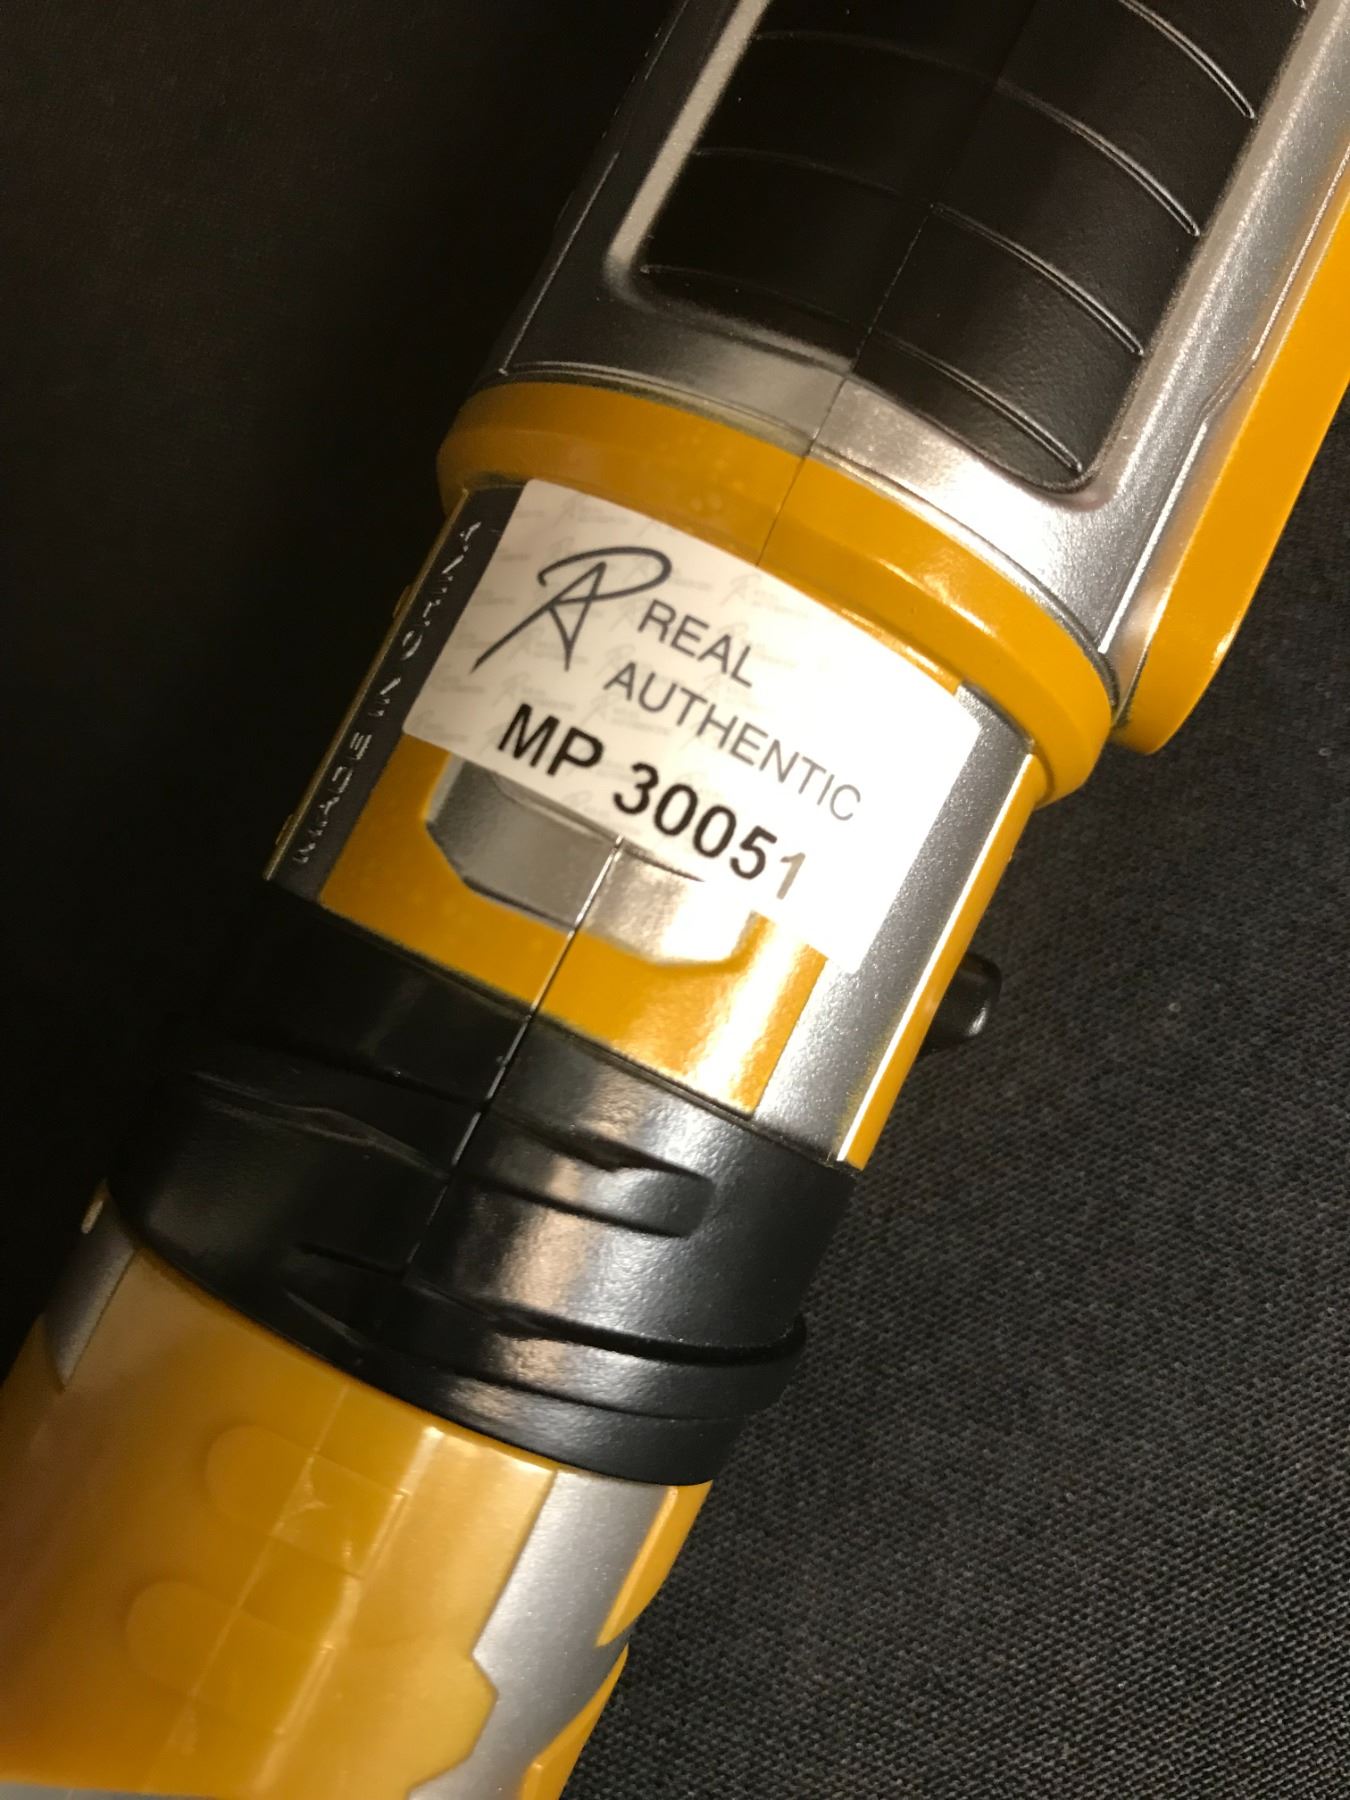 RA REAL
AUTHENTIC
MP 30051
MADE IN CHINA